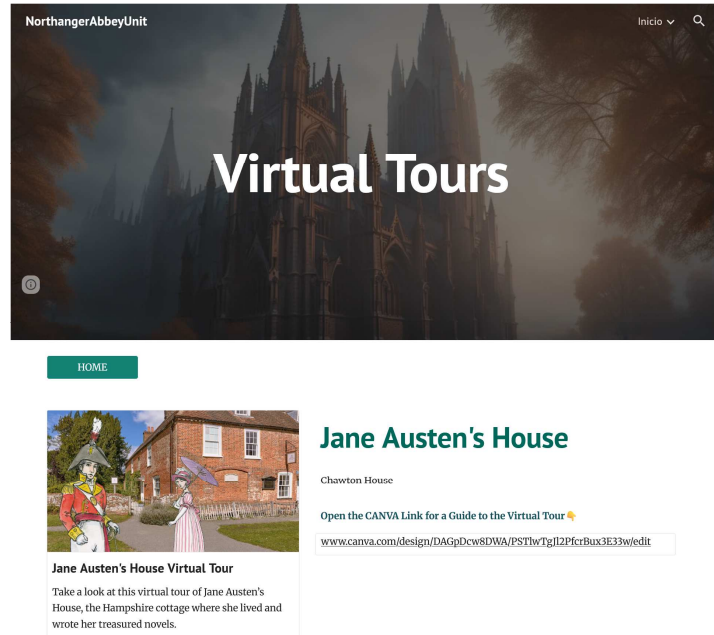 NorthangerAbbeyUnit
Inicio
Virtual Tours
HOME
Jane Austen's House Virtual Tour
Take a look at this virtual tour of Jane Austen's
House, the Hampshire cottage where she lived and
wrote her treasured novels.
Jane Austen's House
Chawton House
Open the CANVA Link for a Guide to the Virtual Tour👇
www.canva.com/design/DAGpDcw8DWA/PSTlwTgJl2PfcrBux3E33w/edit